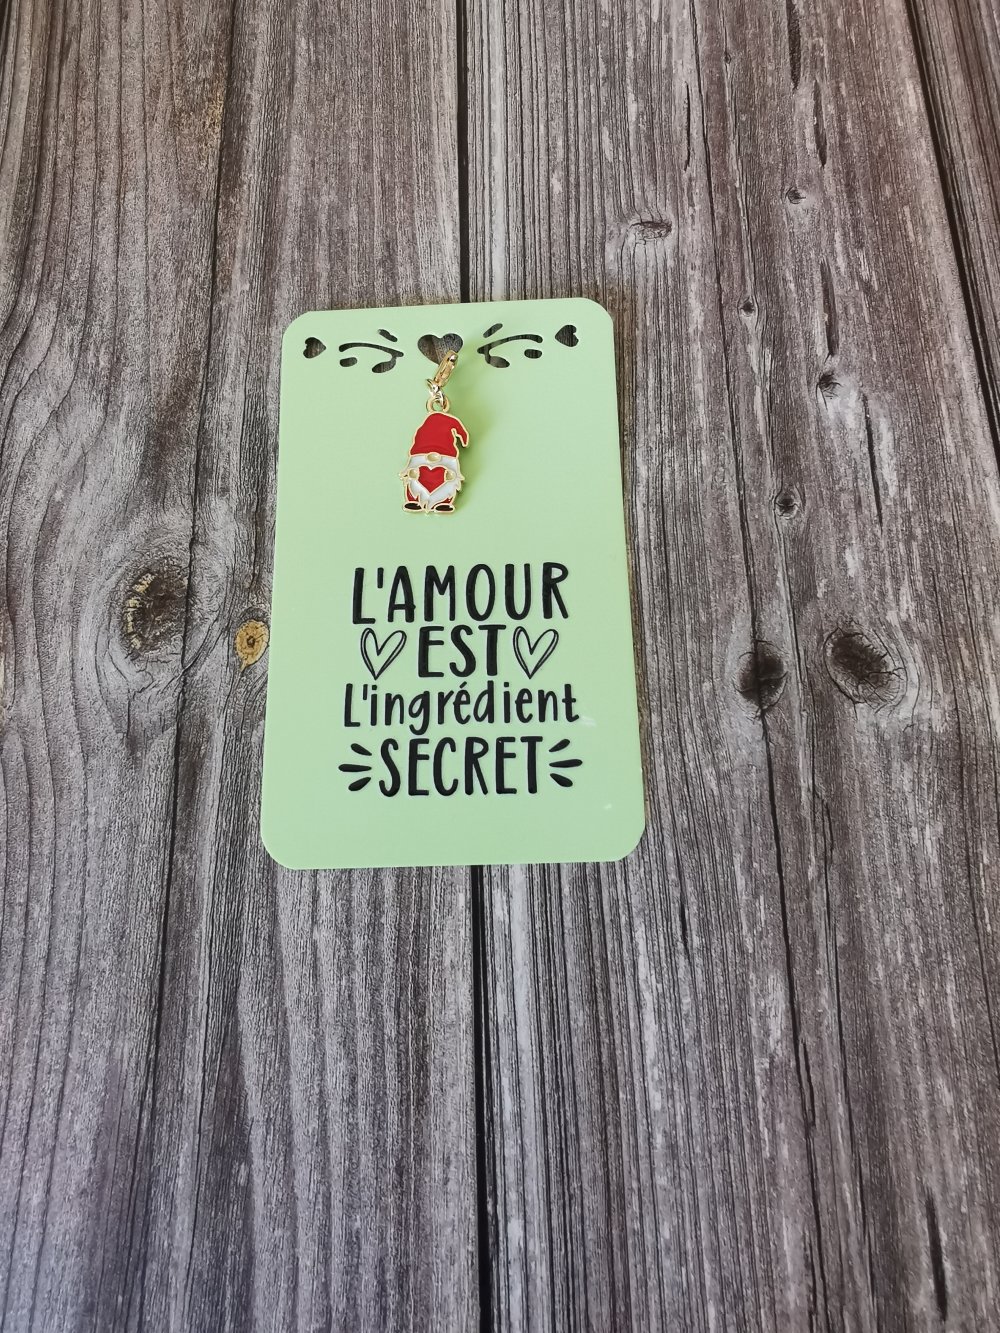 L'AMOUR
EST
L'ingrédient
SECRET